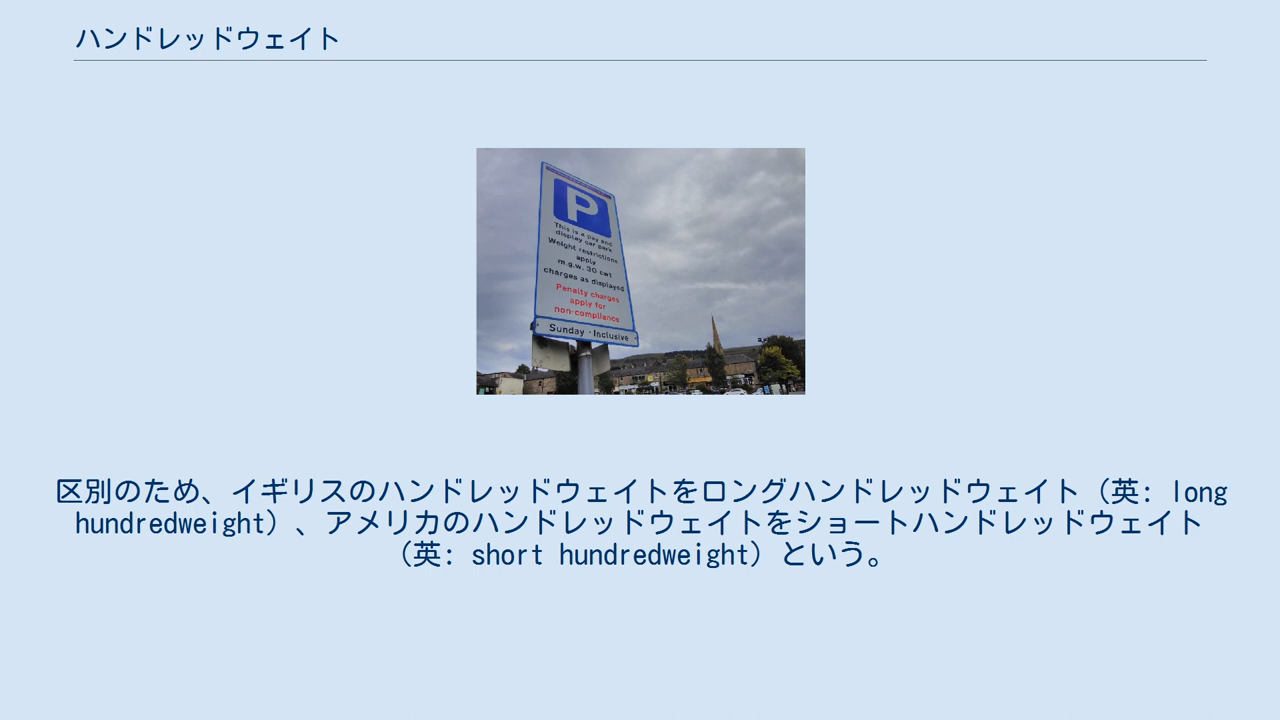 ハンドレッドウェイト
P
This is a pay and
display car park
Weight restrictions
apply
m.g.w. 30 cwt
charges as displayed
Penalty charges
apply for
non-compliance
Sunday - Inclusive
区別のため、イギリスのハンドレッドウェイトをロングハンドレッドウェイト（英: long
hundredweight）、アメリカのハンドレッドウェイトをショートハンドレッドウェイト
（英: short hundredweight）という。